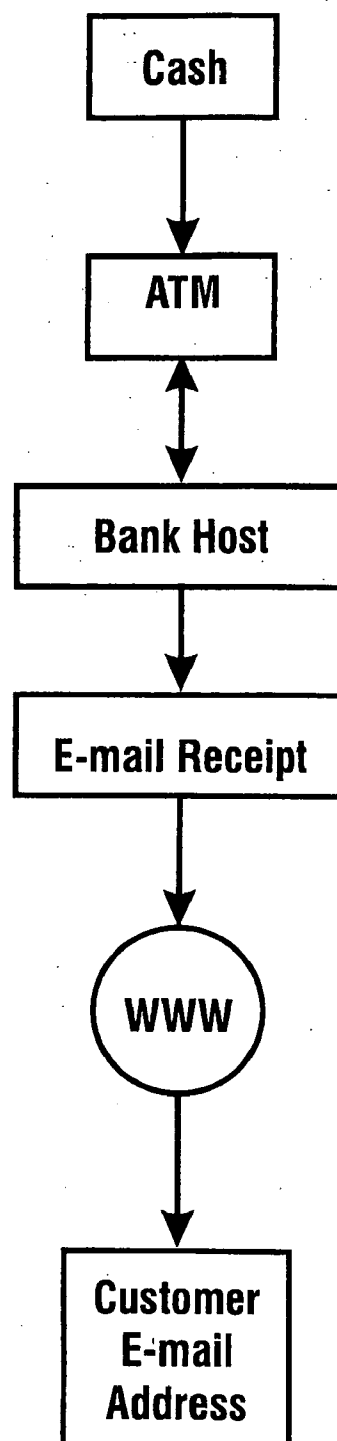 Cash
ATM
Bank Host
E-mail Receipt
WWW
Customer
E-mail
Address